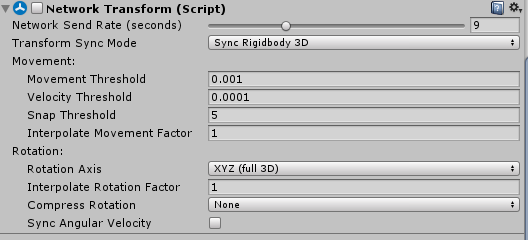 Network Transform (Script)
Network Send Rate (seconds) 9
Transform Sync Mode Sync Rigidbody 3D
Movement:
Movement Threshold 0.001
Velocity Threshold 0.0001
Snap Threshold 5
Interpolate Movement Factor 1
Rotation:
Rotation Axis XYZ (full 3D)
Interpolate Rotation Factor 1
Compress Rotation None
Sync Angular Velocity